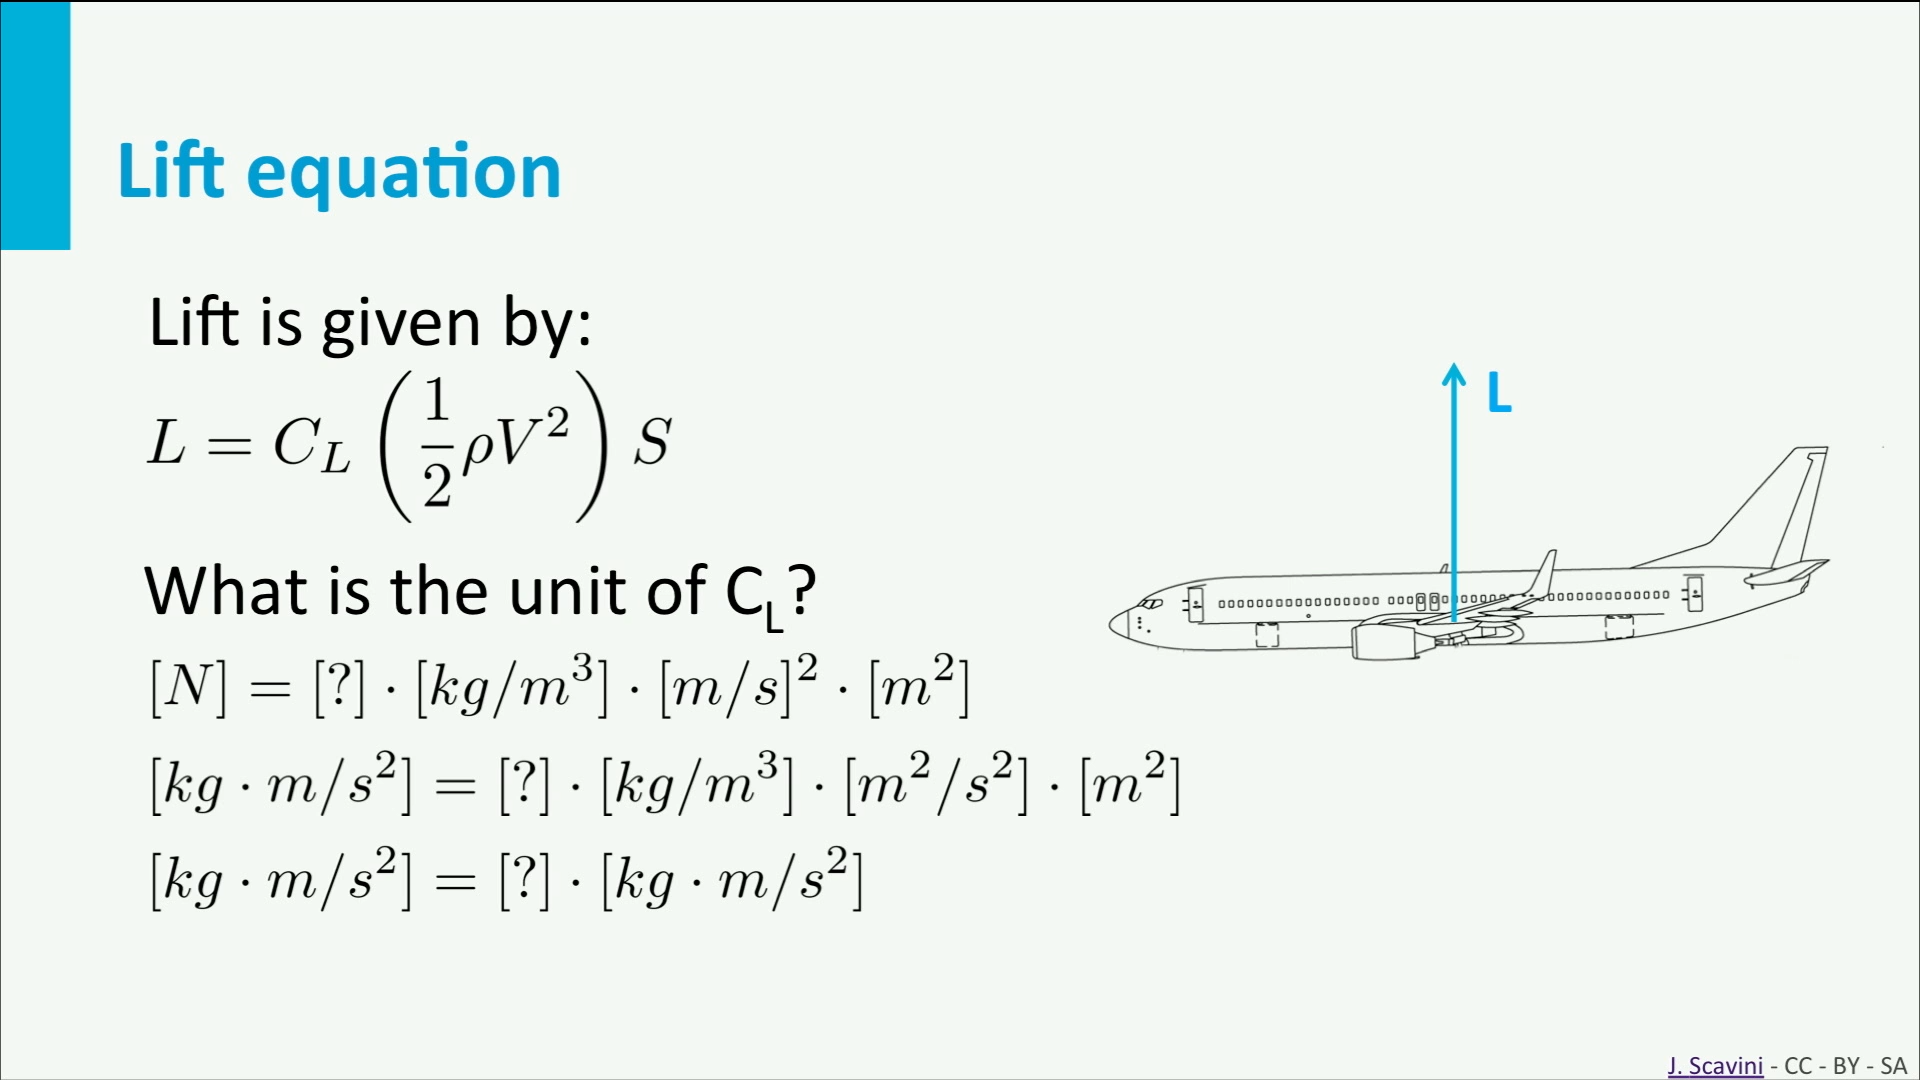 Lift equation
Lift is given by:
L = C_L (1/2 ρV²) S
L
What is the unit of C_L?
[N] = [?] · [kg/m³] · [m/s]² · [m²]
[kg · m/s²] = [?] · [kg/m³] · [m²/s²] · [m²]
[kg · m/s²] = [?] · [kg · m/s²]
J. Scavini - CC - BY - SA